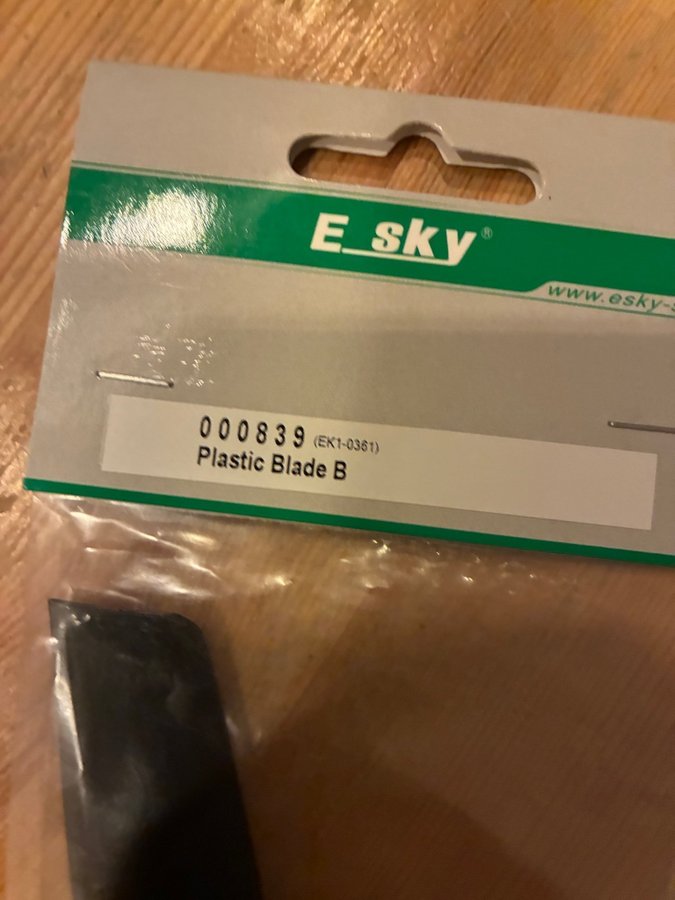 E_sky®
www.esky-s
000839 (EK1-0361)
Plastic Blade B